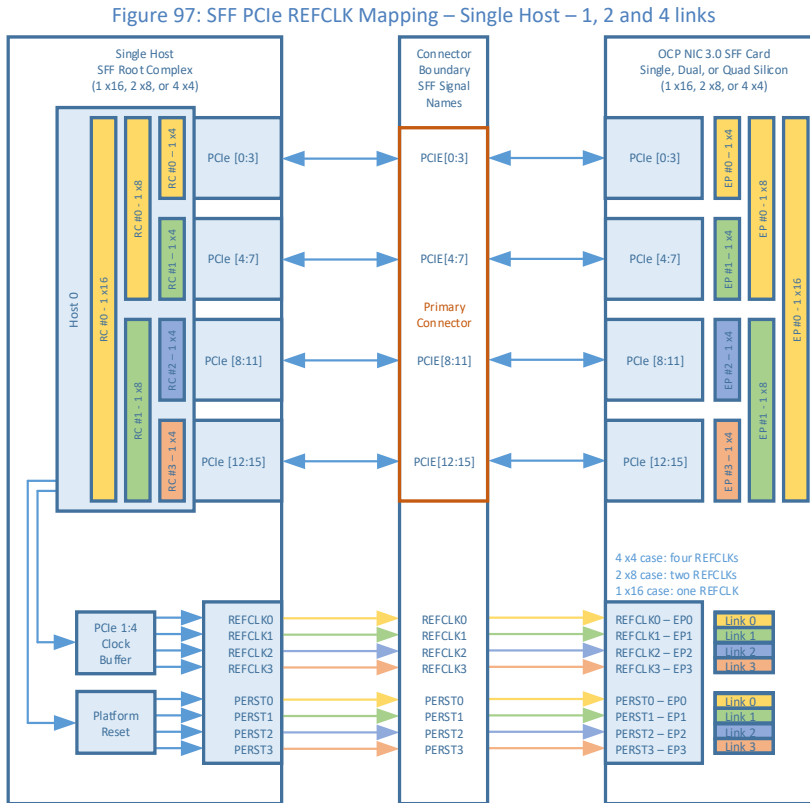 Figure 97: SFF PCIe REFCLK Mapping – Single Host – 1, 2 and 4 links
Single Host
SFF Root Complex
(1 x16, 2 x8, or 4 x4)
Connector
Boundary
SFF Signal
Names
OCP NIC 3.0 SFF Card
Single, Dual, or Quad Silicon
(1 x16, 2 x8, or 4 x4)
Host 0
RC #0 - 1 x16
RC #0 - 1 x8
RC #1 - 1 x8
RC #0 – 1 x4
RC #1 – 1 x4
RC #2 – 1 x4
RC #3 – 1 x4
PCIe [0:3]
PCIe [4:7]
PCIe [8:11]
PCIe [12:15]
PCIE[0:3]
PCIE[4:7]
Primary
Connector
PCIE[8:11]
PCIE[12:15]
PCIe [0:3]
PCIe [4:7]
PCIe [8:11]
PCIe [12:15]
EP #0 – 1 x4
EP #1 – 1 x4
EP #2 – 1 x4
EP #3 – 1 x4
EP #0 - 1 x8
EP #1 - 1 x8
EP #0 - 1 x16
4 x4 case: four REFCLKs
2 x8 case: two REFCLKs
1 x16 case: one REFCLK
PCIe 1:4
Clock
Buffer
REFCLK0
REFCLK1
REFCLK2
REFCLK3
REFCLK0
REFCLK1
REFCLK2
REFCLK3
REFCLK0 – EP0
REFCLK1 – EP1
REFCLK2 – EP2
REFCLK3 – EP3
Link 0
Link 1
Link 2
Link 3
Platform
Reset
PERST0
PERST1
PERST2
PERST3
PERST0
PERST1
PERST2
PERST3
PERST0 – EP0
PERST1 – EP1
PERST2 – EP2
PERST3 – EP3
Link 0
Link 1
Link 2
Link 3